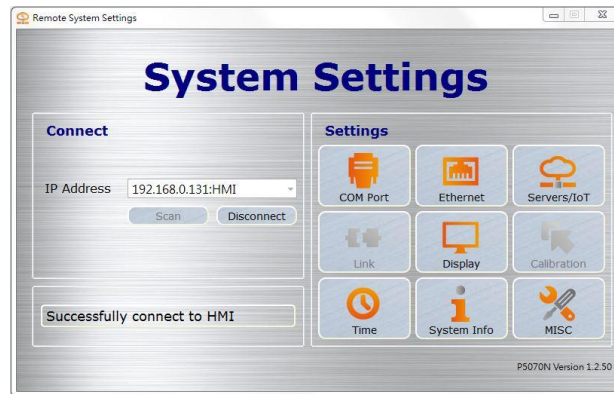 Remote System Settings
System Settings
Connect
IP Address 192.168.0.131:HMI
Scan Disconnect
Successfully connect to HMI
Settings
COM Port Ethernet Servers/IoT
Link Display Calibration
Time System Info MISC
P5070N Version 1.2.50